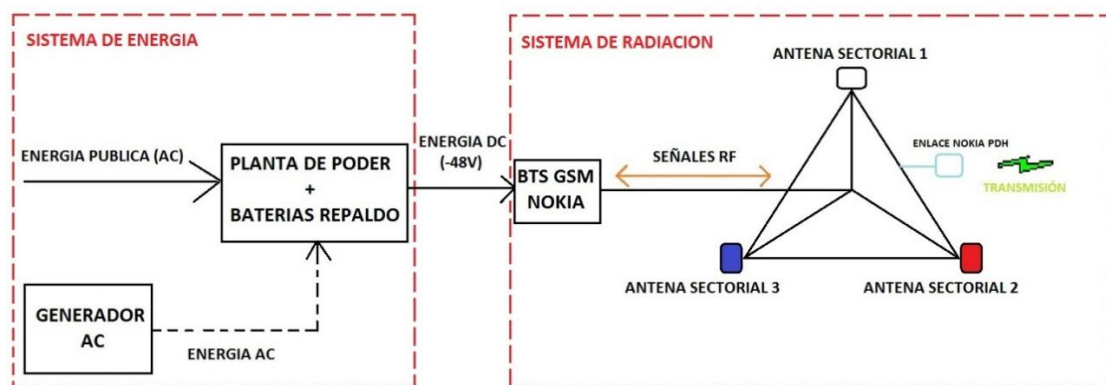 SISTEMA DE ENERGIA
ENERGIA PUBLICA (AC)
PLANTA DE PODER
+
BATERIAS REPALDO
GENERADOR
AC
ENERGIA AC
ENERGIA DC
(-48V)
SISTEMA DE RADIACION
BTS GSM
NOKIA
SEÑALES RF
ANTENA SECTORIAL 1
ENLACE NOKIA PDH
TRANSMISIÓN
ANTENA SECTORIAL 3
ANTENA SECTORIAL 2